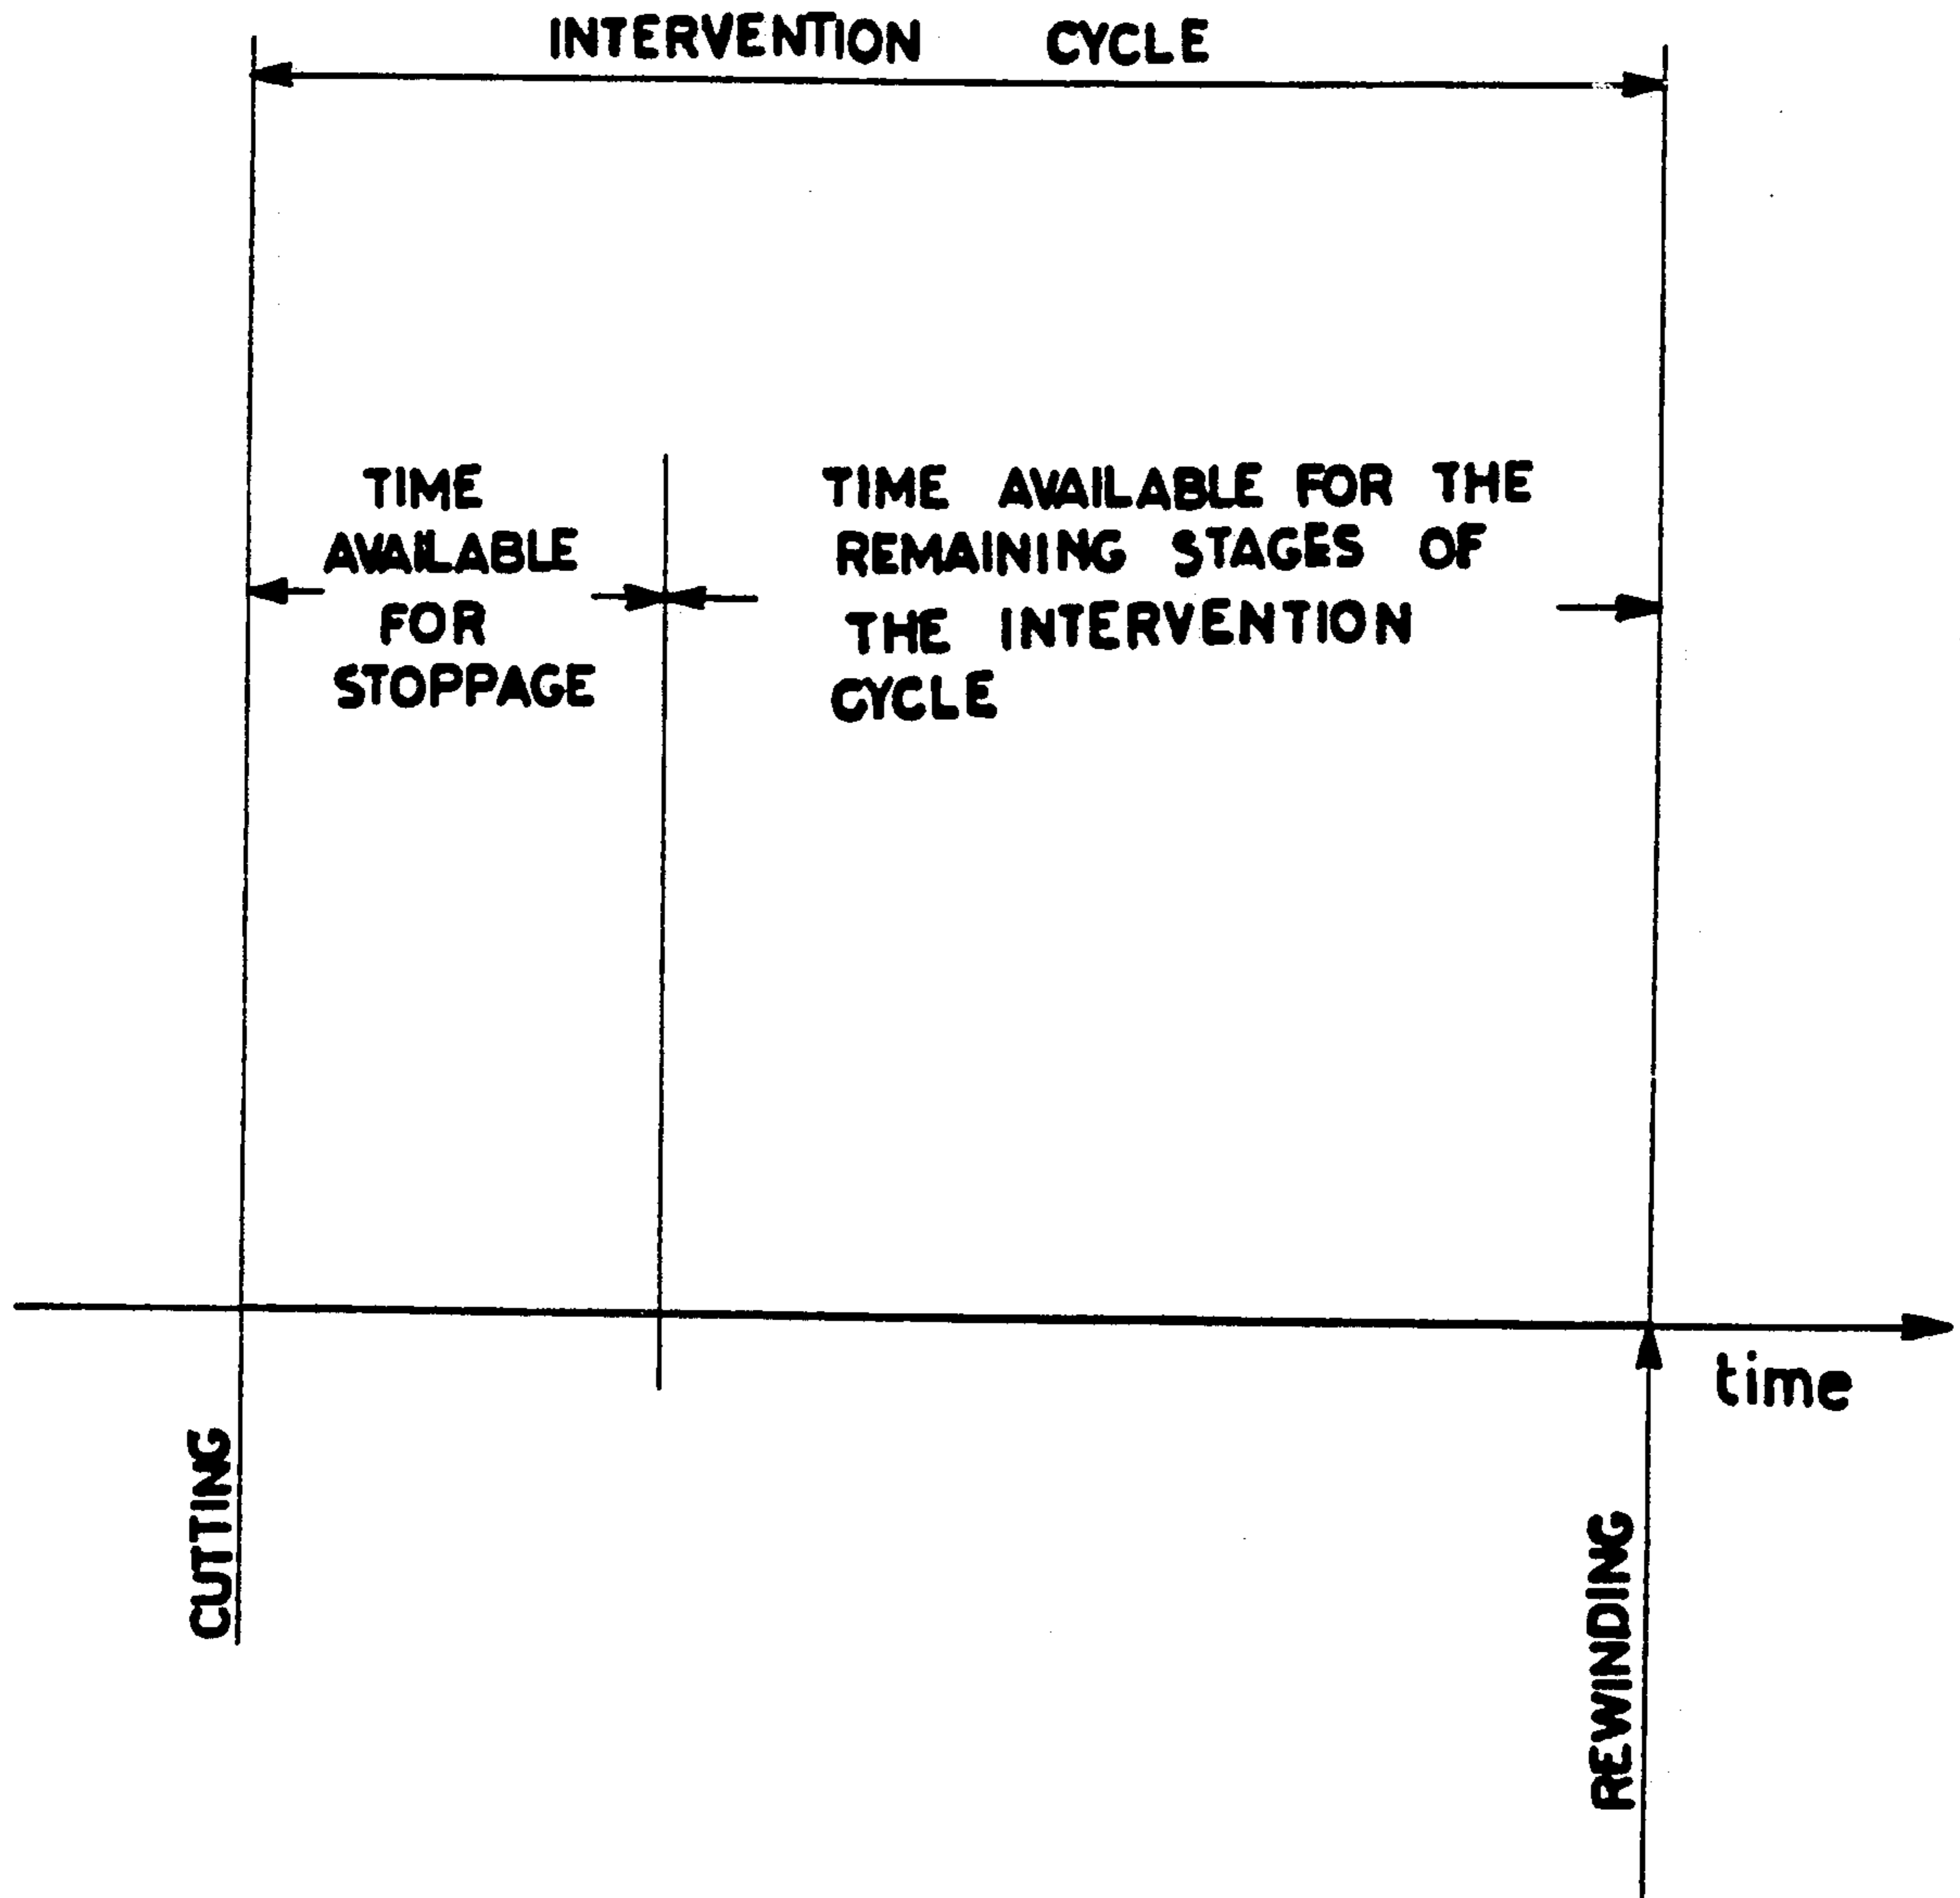 INTERVENTION CYCLE
TIME
AVAILABLE
FOR
STOPPAGE
TIME AVAILABLE FOR THE
REMAINING STAGES OF
THE INTERVENTION
CYCLE
time
CUTTING
REWINDING